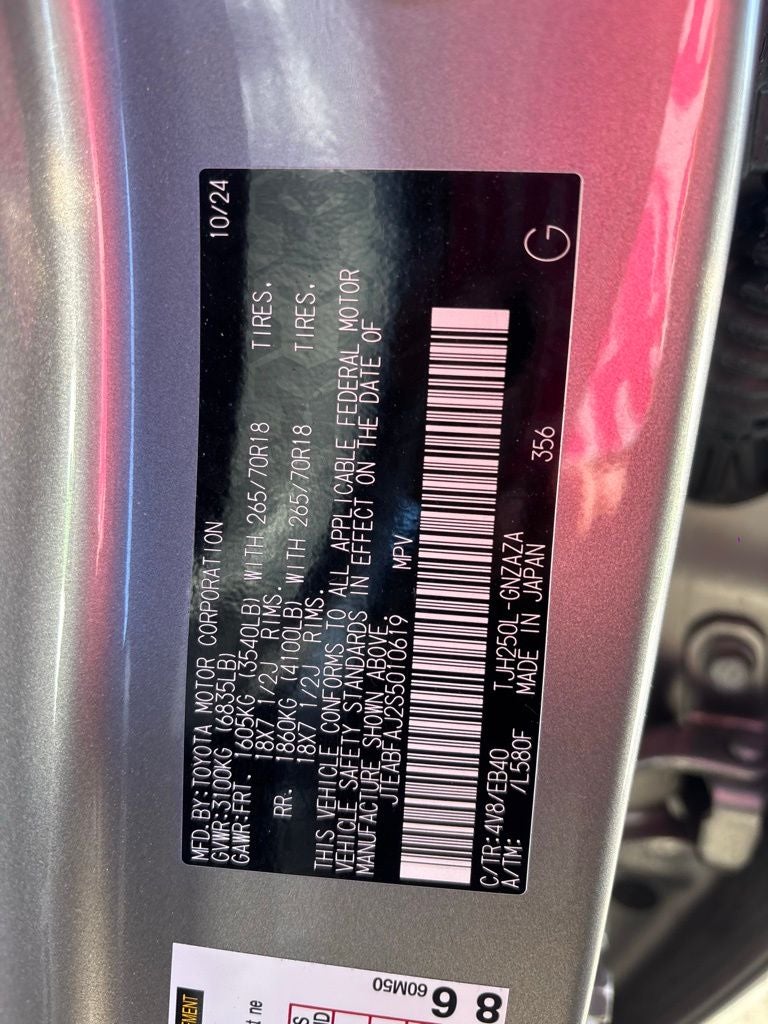 MFD.BY:TOYOTA MOTOR CORPORATION 10/24
GVWR:3100KG (6835LB)
GAWR:FRT. 1605KG (3540LB) WITH 265/70R18 TIRES,
18X7 1/2J RIMS.
RR. 1860KG (4100LB) WITH 265/70R18 TIRES.
18X7 1/2J RIMS.
THIS VEHICLE CONFORMS TO ALL APPLICABLE FEDERAL MOTOR
VEHICLE SAFETY STANDARDS IN EFFECT ON THE DATE OF
MANUFACTURE SHOWN ABOVE.
JTEABFAJ2S5010619 MPV
C/TR:4V8/EB40 TJH250L-GNZAZA
A/TM: /L580F MADE IN JAPAN 356
G
60M50
8
6